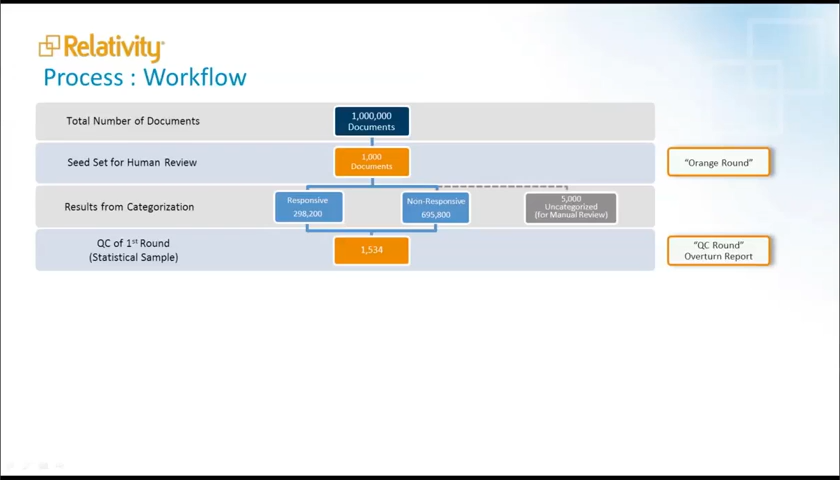 Relativity
Process : Workflow
Total Number of Documents
1,000,000
Documents
Seed Set for Human Review
1,000
Documents
“Orange Round”
Results from Categorization
Responsive
298,200
Non-Responsive
695,800
5,000
Uncategorized
(for Manual Review)
QC of 1st Round
(Statistical Sample)
1,534
“QC Round”
Overturn Report